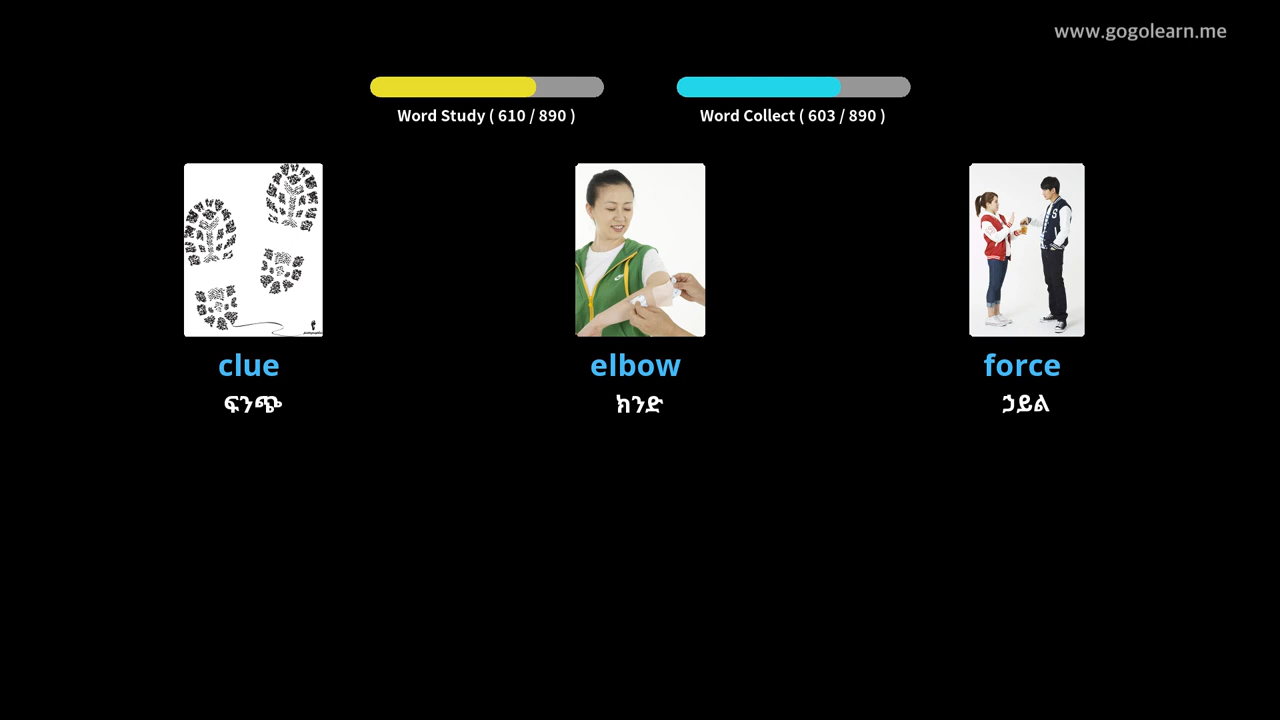 www.gogolearn.me
Word Study ( 610 / 890 )
Word Collect ( 603 / 890 )
clue
elbow
force
ፍንጭ
ክንድ
ኃይል